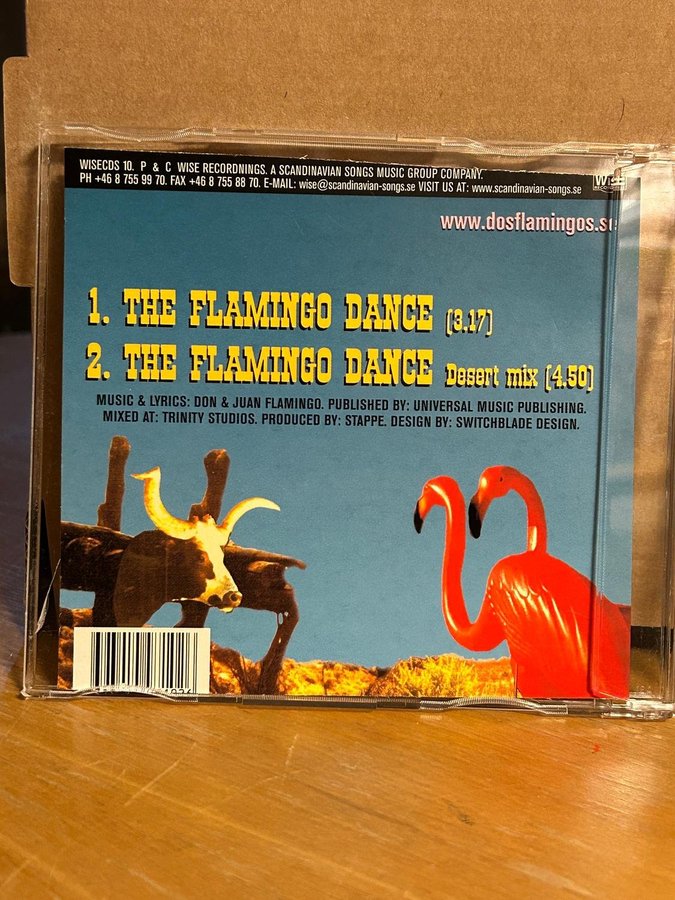 WISECDS 10. P & C WISE RECORDNINGS. A SCANDINAVIAN SONGS MUSIC GROUP COMPANY.
PH +46 8 755 99 70. FAX +46 8 755 88 70. E-MAIL: wise@scandinavian-songs.se VISIT US AT: www.scandinavian-songs.se
www.dosflamingos.se
1. THE FLAMINGO DANCE (3.17)
2. THE FLAMINGO DANCE Desert mix (4.50)
MUSIC & LYRICS: DON & JUAN FLAMINGO. PUBLISHED BY: UNIVERSAL MUSIC PUBLISHING.
MIXED AT: TRINITY STUDIOS. PRODUCED BY: STAPPE. DESIGN BY: SWITCHBLADE DESIGN.